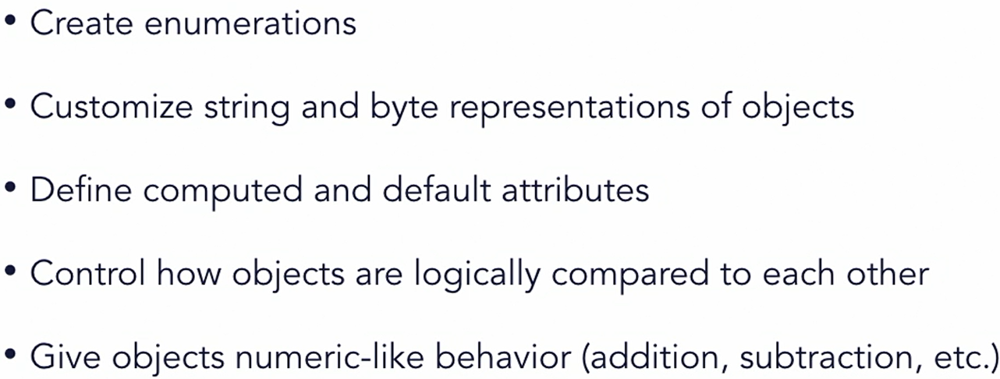 • Create enumerations
• Customize string and byte representations of objects
• Define computed and default attributes
• Control how objects are logically compared to each other
• Give objects numeric-like behavior (addition, subtraction, etc.)